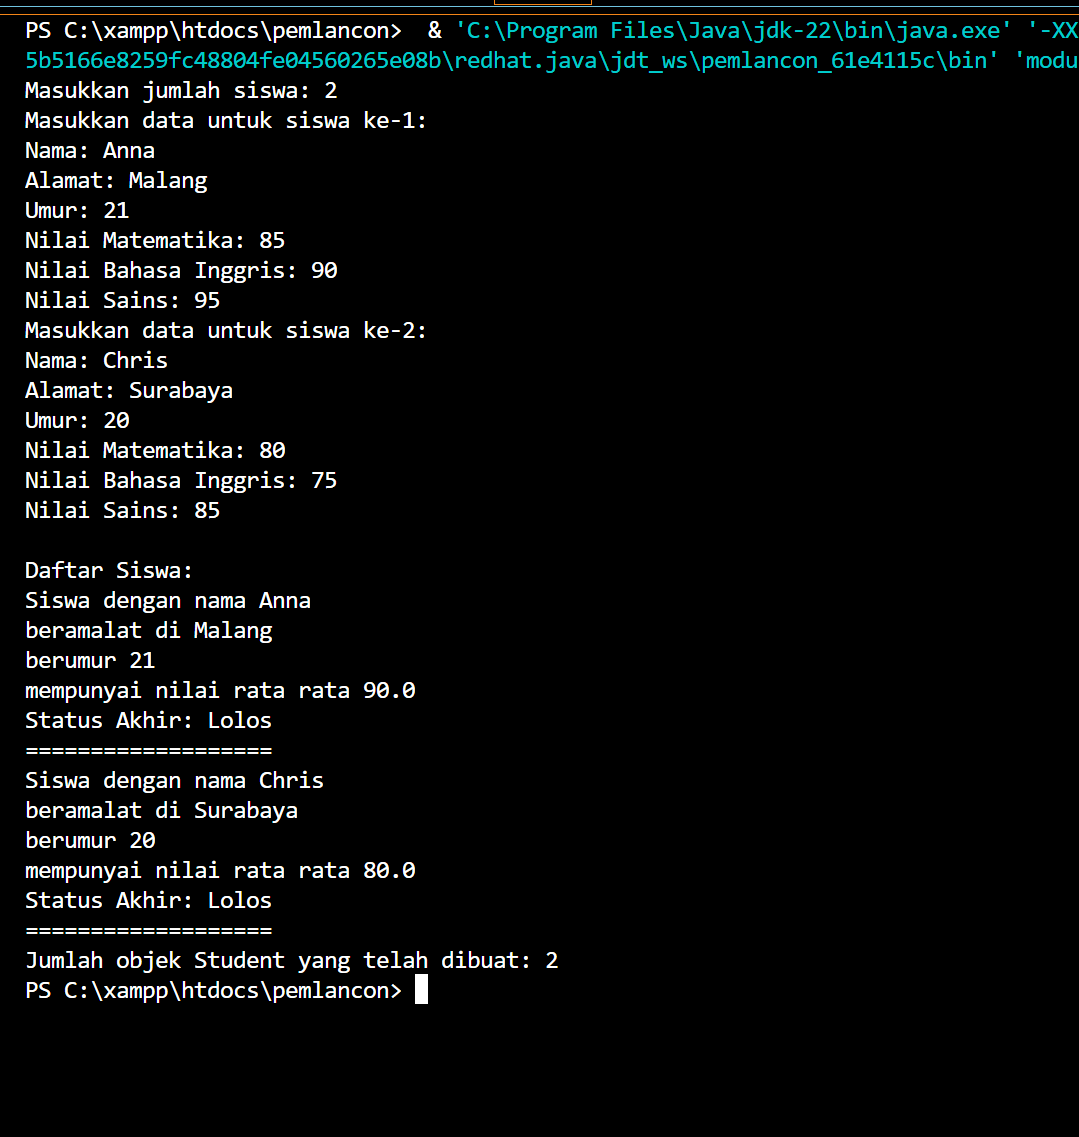 PS C:\xampp\htdocs\pemlancon>  & 'C:\Program Files\Java\jdk-22\bin\java.exe' '-XX
5b5166e8259fc48804fe04560265e08b\redhat.java\jdt_ws\pemlancon_61e4115c\bin' 'modu
Masukkan jumlah siswa: 2
Masukkan data untuk siswa ke-1:
Nama: Anna
Alamat: Malang
Umur: 21
Nilai Matematika: 85
Nilai Bahasa Inggris: 90
Nilai Sains: 95
Masukkan data untuk siswa ke-2:
Nama: Chris
Alamat: Surabaya
Umur: 20
Nilai Matematika: 80
Nilai Bahasa Inggris: 75
Nilai Sains: 85

Daftar Siswa:
Siswa dengan nama Anna
beramalat di Malang
berumur 21
mempunyai nilai rata rata 90.0
Status Akhir: Lolos
===================
Siswa dengan nama Chris
beramalat di Surabaya
berumur 20
mempunyai nilai rata rata 80.0
Status Akhir: Lolos
===================
Jumlah objek Student yang telah dibuat: 2
PS C:\xampp\htdocs\pemlancon>